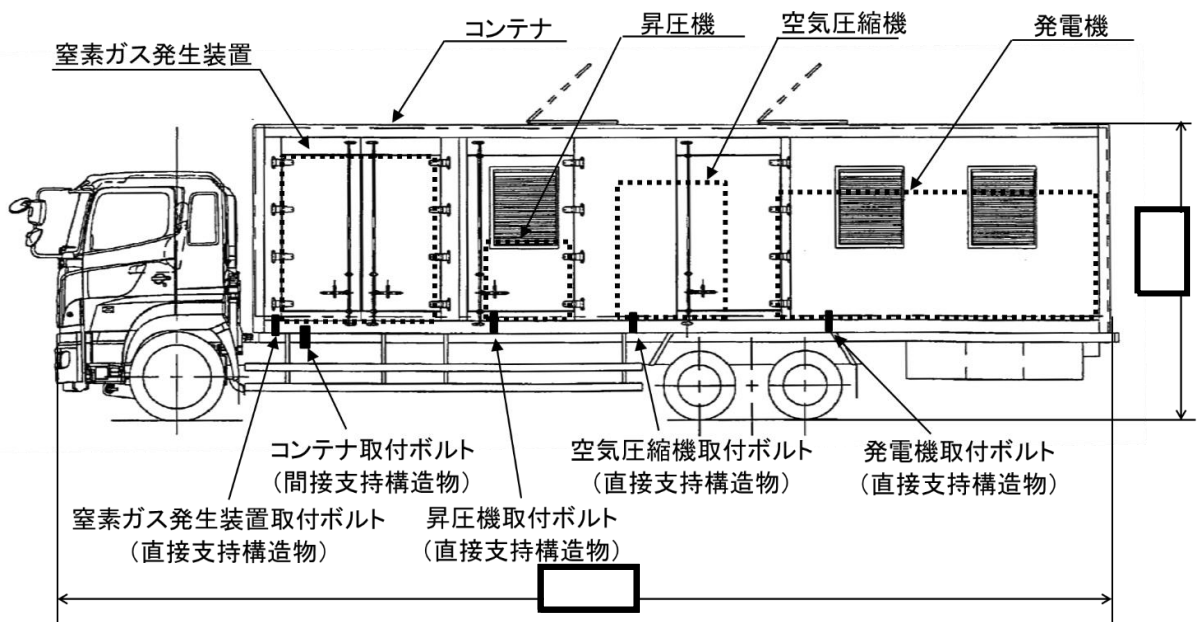 コンテナ
昇圧機
空気圧縮機
発電機
窒素ガス発生装置
コンテナ取付ボルト
(間接支持構造物)
空気圧縮機取付ボルト
(直接支持構造物)
発電機取付ボルト
(直接支持構造物)
窒素ガス発生装置取付ボルト
(直接支持構造物)
昇圧機取付ボルト
(直接支持構造物)